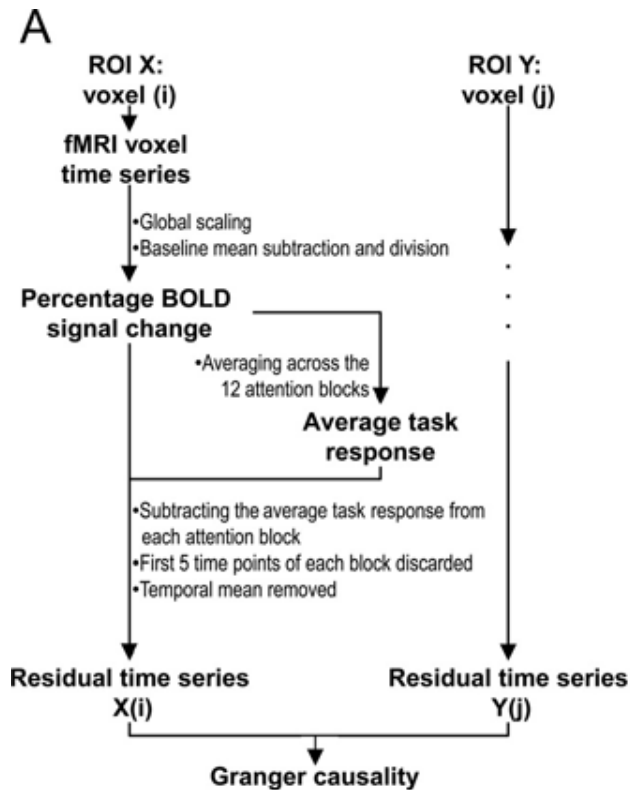 A
ROI X:
voxel (i)
ROI Y:
voxel (j)
fMRI voxel
time series
•Global scaling
•Baseline mean subtraction and division
Percentage BOLD
signal change
•Averaging across the
12 attention blocks
Average task
response
•Subtracting the average task response from
each attention block
•First 5 time points of each block discarded
•Temporal mean removed
Residual time series
X(i)
Residual time series
Y(j)
Granger causality